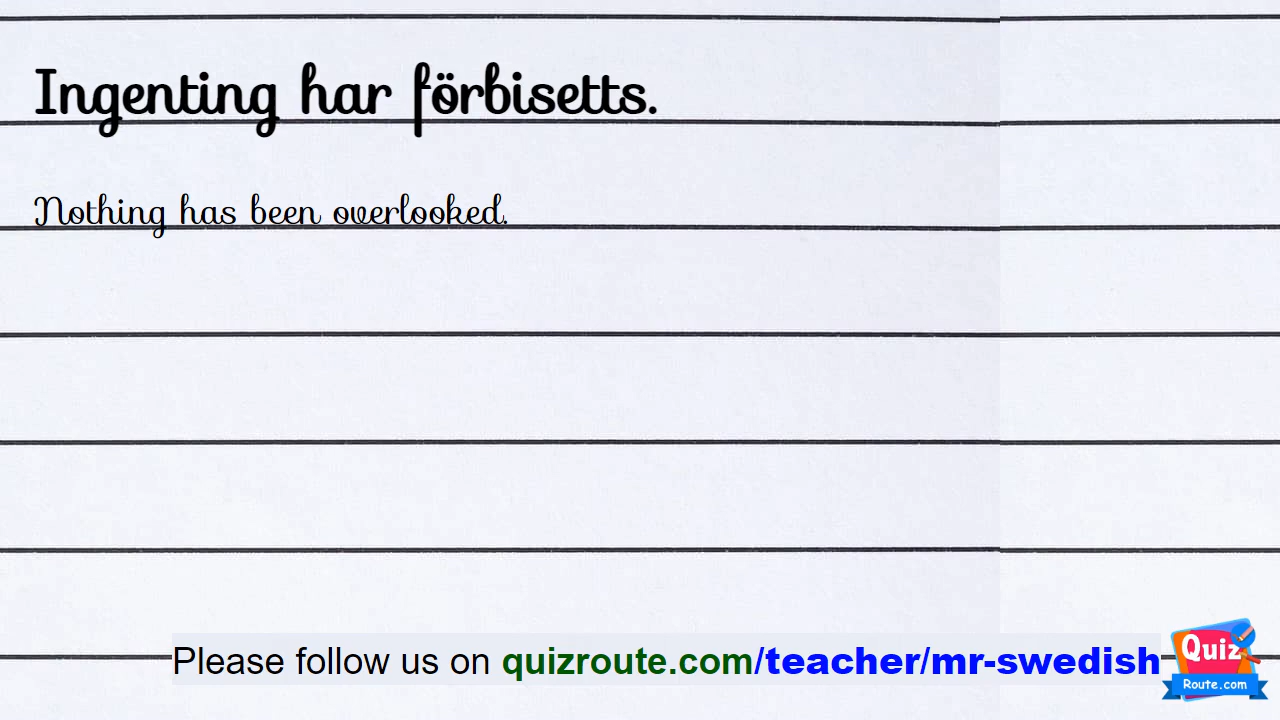 Ingenting har förbisetts.
Nothing has been overlooked.
Please follow us on quizroute.com/teacher/mr-swedish
Quiz
Route.com